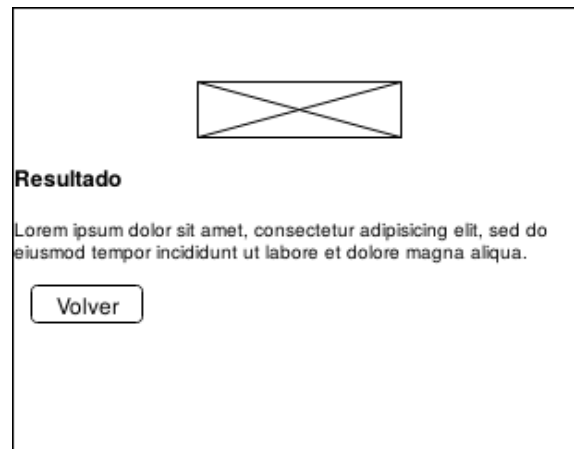 Resultado
Lorem ipsum dolor sit amet, consectetur adipisicing elit, sed do
eiusmod tempor incididunt ut labore et dolore magna aliqua.
Volver